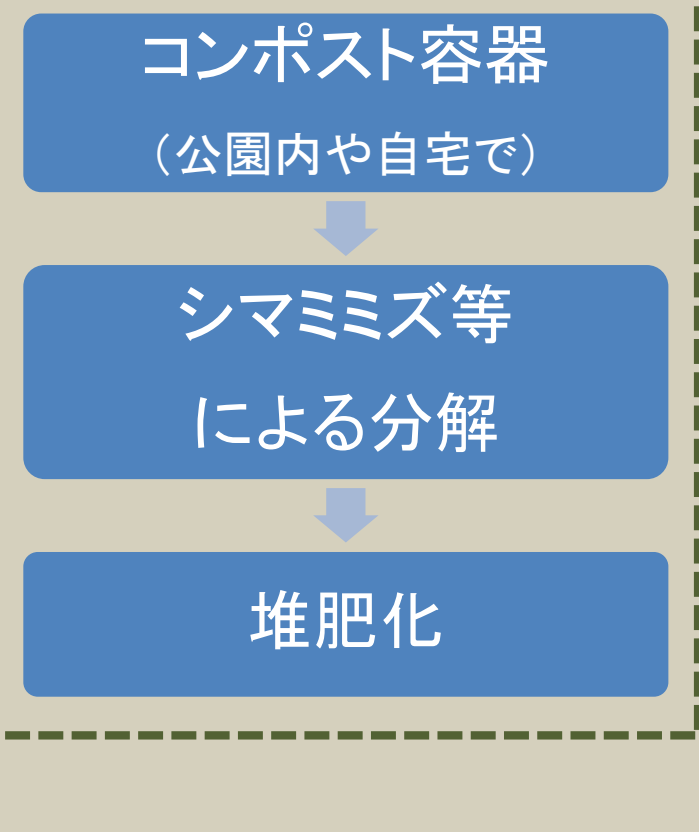 コンポスト容器
（公園内や自宅で）
シマミミズ等
による分解
堆肥化